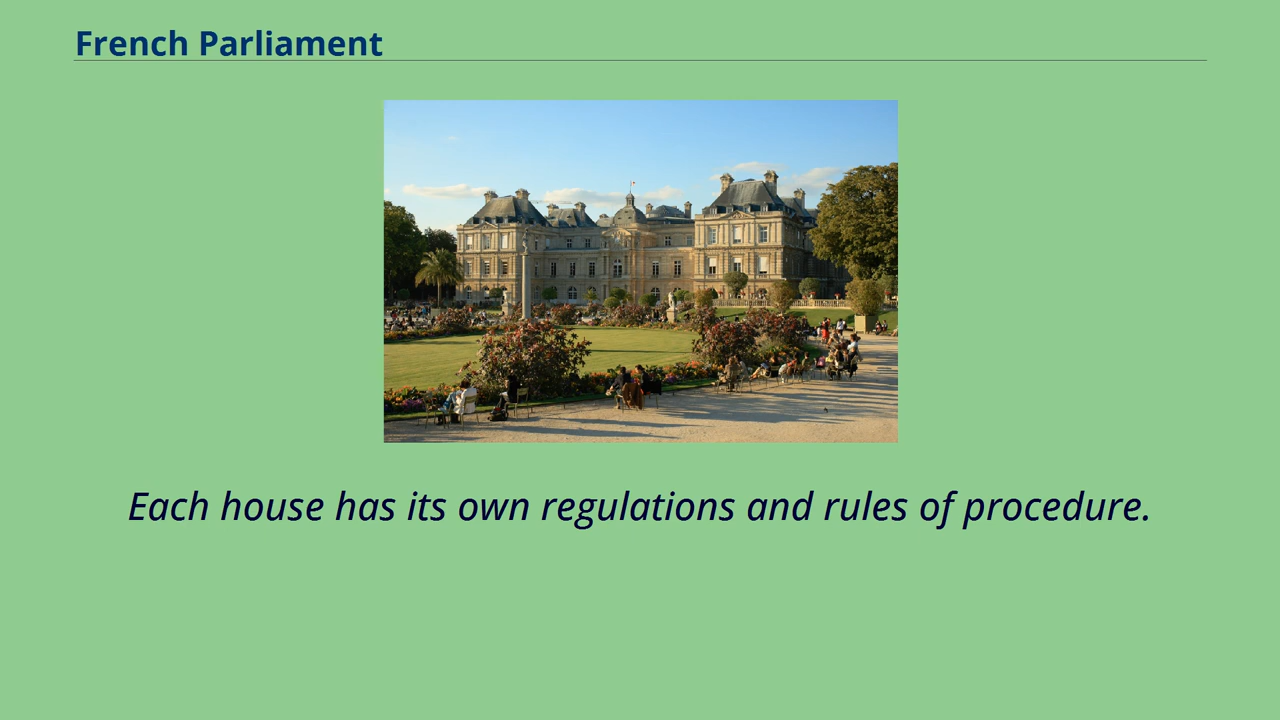 French Parliament
Each house has its own regulations and rules of procedure.